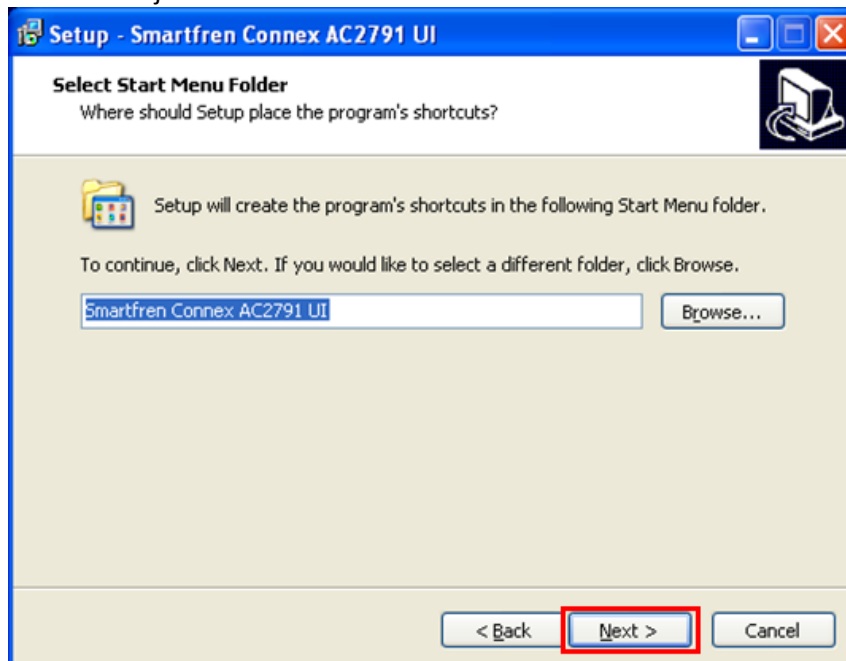 Setup - Smartfren Connex AC2791 UI
Select Start Menu Folder
Where should Setup place the program's shortcuts?
Setup will create the program's shortcuts in the following Start Menu folder.
To continue, click Next. If you would like to select a different folder, click Browse.
Smartfren Connex AC2791 UI
Browse...
< Back
Next >
Cancel